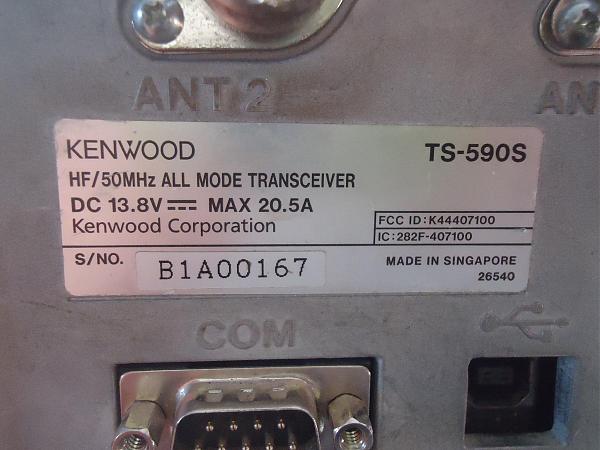 ANT 2
AN
KENWOOD
TS-590S
HF/50MHz ALL MODE TRANSCEIVER
DC 13.8V MAX 20.5A
Kenwood Corporation
FCC ID:K44407100
IC:282F-407100
S/NO. B1A00167
MADE IN SINGAPORE
26540
COM